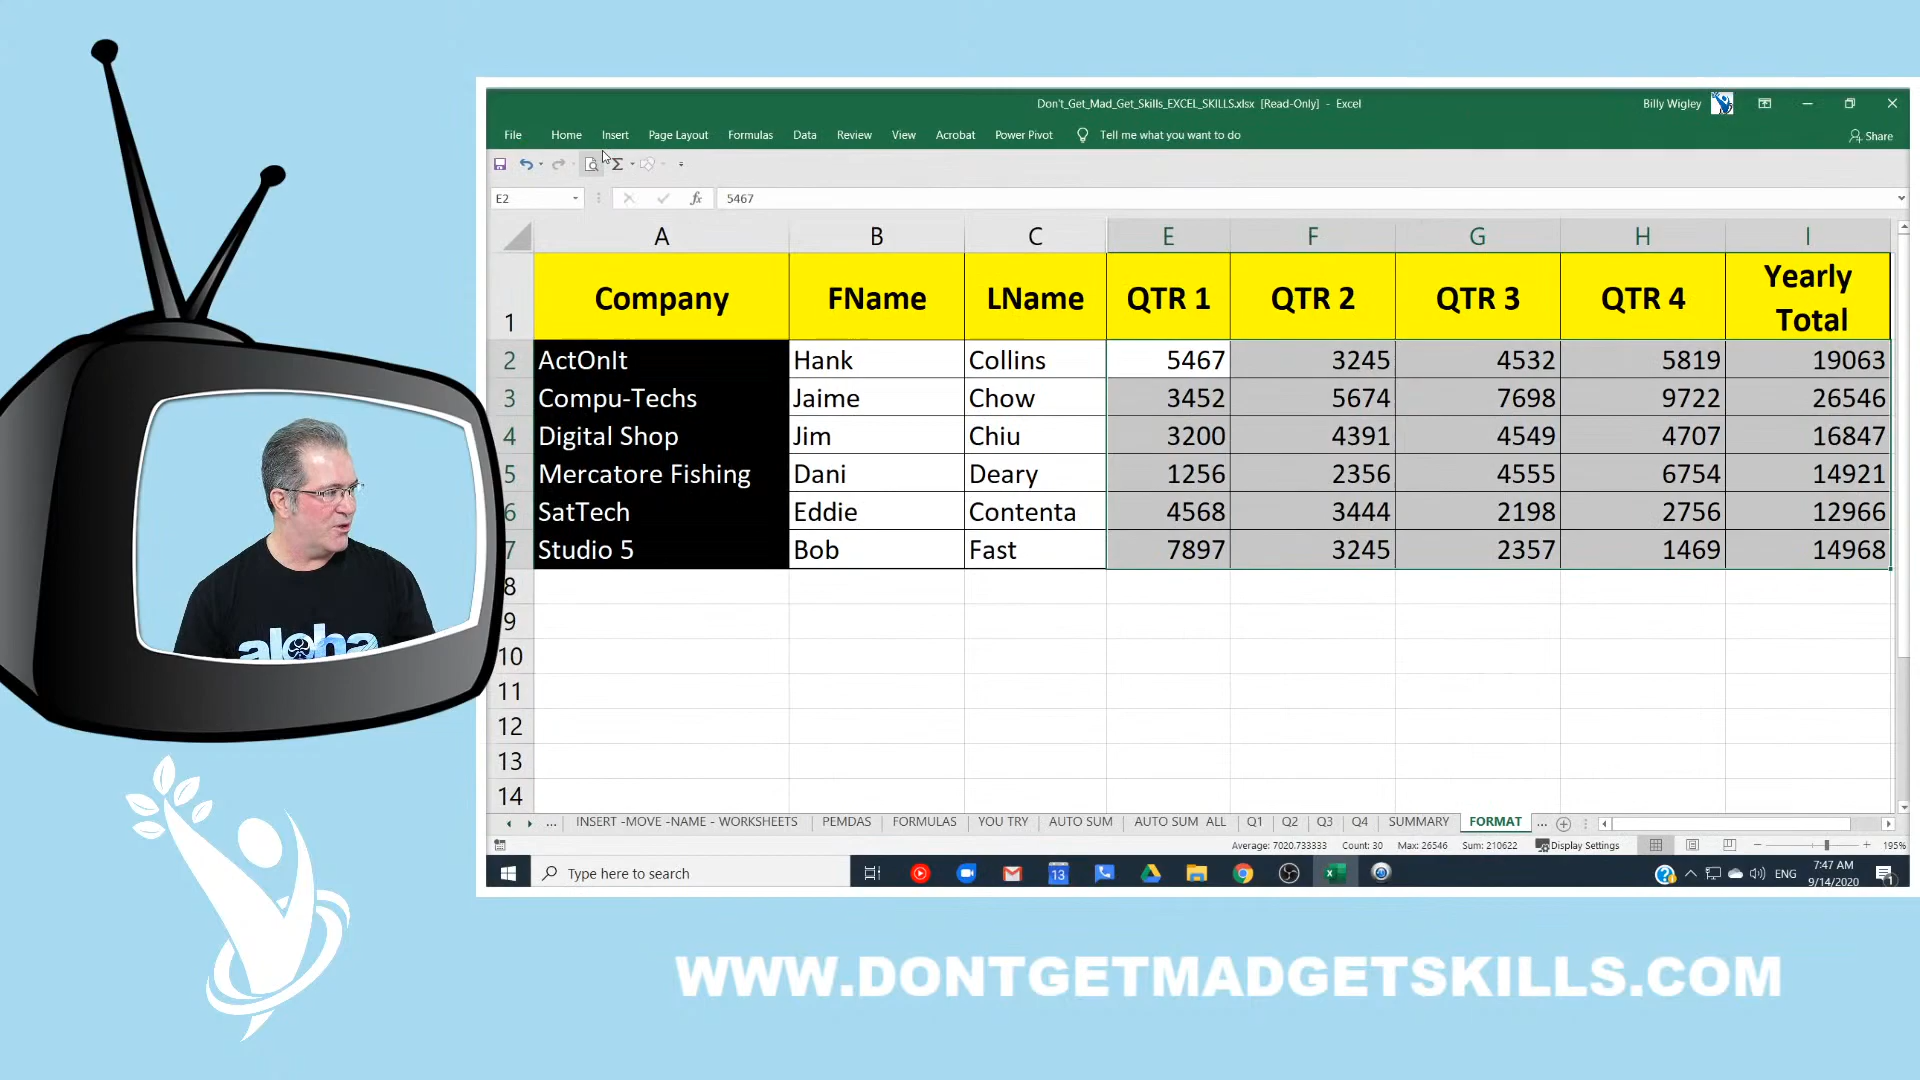 Don't_Get_Mad_Get_Skills_EXCEL_SKILLS.xlsx [Read-Only] - Excel
Billy Wigley
File Home Insert Page Layout Formulas Data Review View Acrobat Power Pivot Tell me what you want to do
Share
E2 fx 5467
A B C E F G H I
1 Company FName LName QTR 1 QTR 2 QTR 3 QTR 4 Yearly Total
2 ActOnIt Hank Collins 5467 3245 4532 5819 19063
3 Compu-Techs Jaime Chow 3452 5674 7698 9722 26546
4 Digital Shop Jim Chiu 3200 4391 4549 4707 16847
5 Mercatore Fishing Dani Deary 1256 2356 4555 6754 14921
6 SatTech Eddie Contenta 4568 3444 2198 2756 12966
7 Studio 5 Bob Fast 7897 3245 2357 1469 14968
8
9
10
11
12
13
14
... INSERT -MOVE -NAME - WORKSHEETS PEMDAS FORMULAS YOU TRY AUTO SUM AUTO SUM ALL Q1 Q2 Q3 Q4 SUMMARY FORMAT ...
Average: 7020.733333 Count: 30 Max: 26546 Sum: 210622 Display Settings 195%
Type here to search
13
ENG
7:47 AM
9/14/2020
1
aloha
WWW.DONTGETMADGETSKILLS.COM